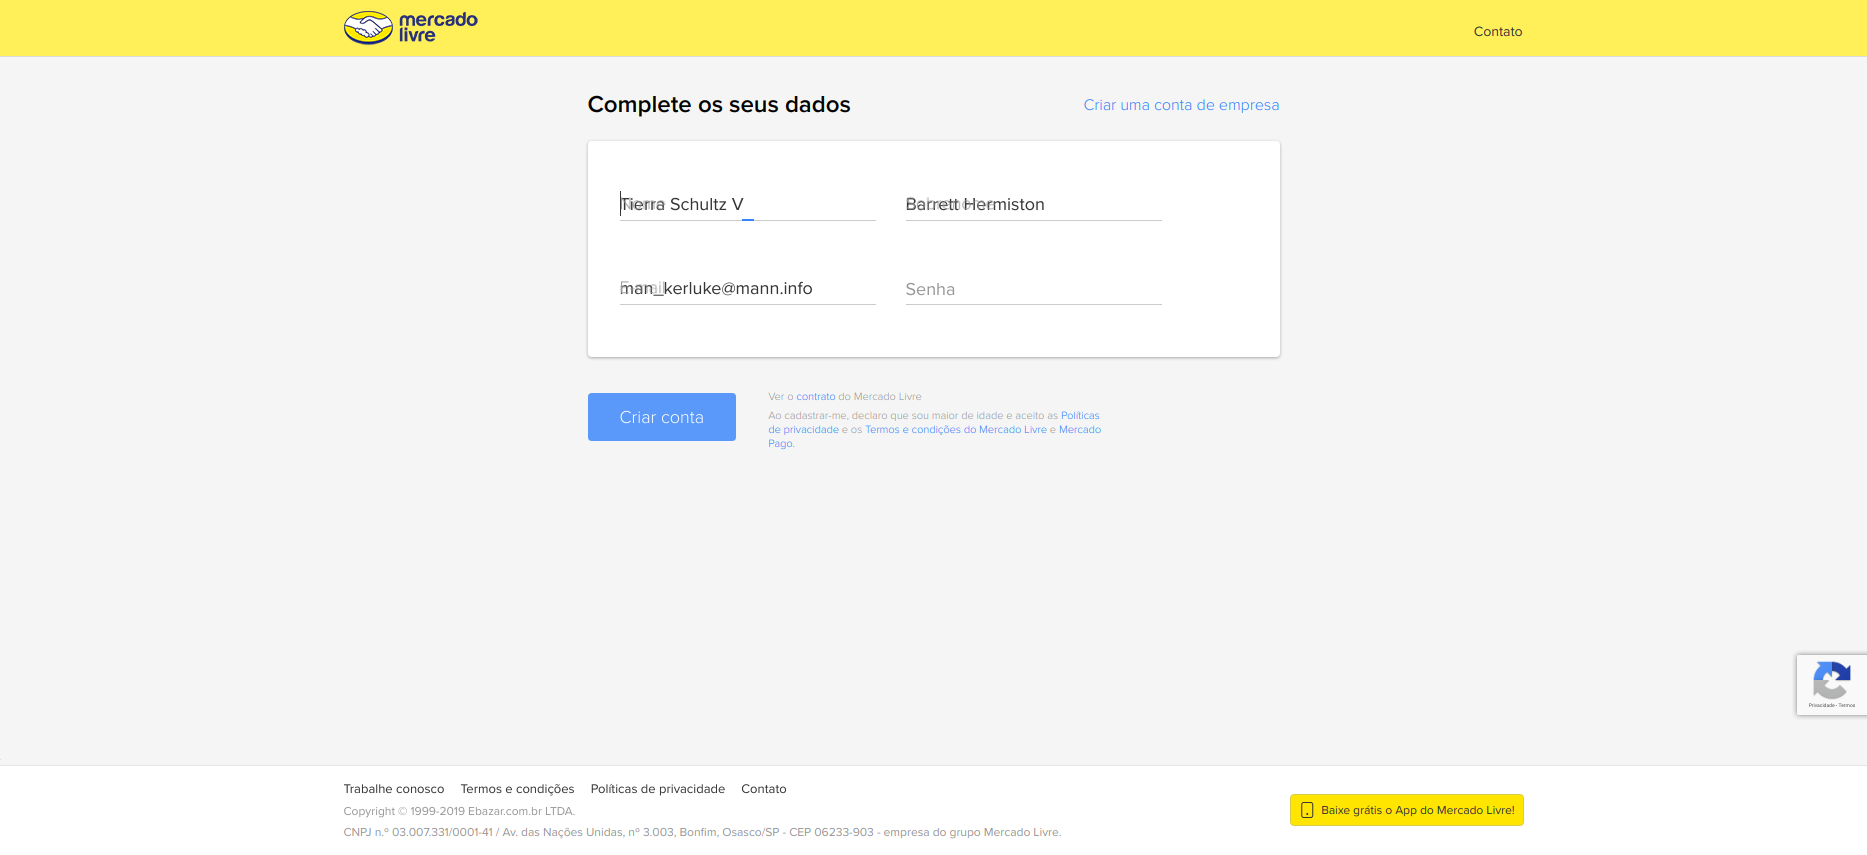 mercado
livre
Contato
Complete os seus dados
Criar uma conta de empresa
Tierra Schultz V
Barrett Hermiston
man_kerluke@mann.info
Senha
Criar conta
Ver o contrato do Mercado Livre
Ao cadastrar-me, declaro que sou maior de idade e aceito as Políticas
de privacidade e os Termos e condições do Mercado Livre e Mercado
Pago.
Privacidade - Termos
Trabalhe conosco Termos e condições Políticas de privacidade Contato
Copyright © 1999-2019 Ebazar.com.br LTDA.
CNPJ n.º 03.007.331/0001-41 / Av. das Nações Unidas, nº 3.003, Bonfim, Osasco/SP - CEP 06233-903 - empresa do grupo Mercado Livre.
Baixe grátis o App do Mercado Livre!